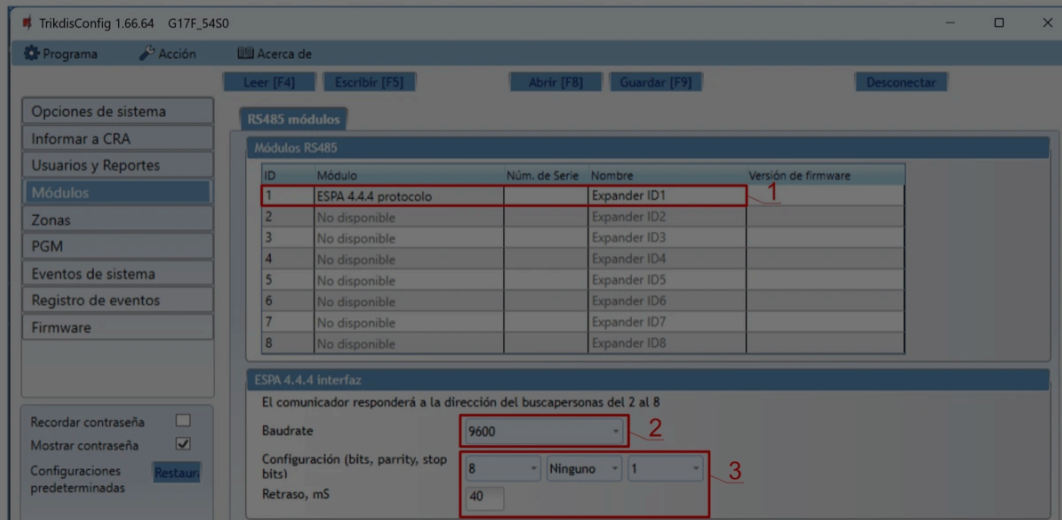 TrikdisConfig 1.66.64 G17F_54S0
Programa Acción Acerca de
Leer [F4] Escribir [F5] Abrir [F8] Guardar [F9] Desconectar
Opciones de sistema
Informar a CRA
Usuarios y Reportes
Módulos
Zonas
PGM
Eventos de sistema
Registro de eventos
Firmware
Recordar contraseña
Mostrar contraseña
Configuraciones predeterminadas
Restaur
RS485 módulos
Módulos RS485
ID Módulo Núm. de Serie Nombre Versión de firmware
1 ESPA 4.4.4 protocolo Expander ID1
1
2 No disponible Expander ID2
3 No disponible Expander ID3
4 No disponible Expander ID4
5 No disponible Expander ID5
6 No disponible Expander ID6
7 No disponible Expander ID7
8 No disponible Expander ID8
ESPA 4.4.4 interfaz
El comunicador responderá a la dirección del buscapersonas del 2 al 8
Baudrate 9600
2
Configuración (bits, parrity, stop
bits) 8 Ninguno 1
3
Retraso, mS 40